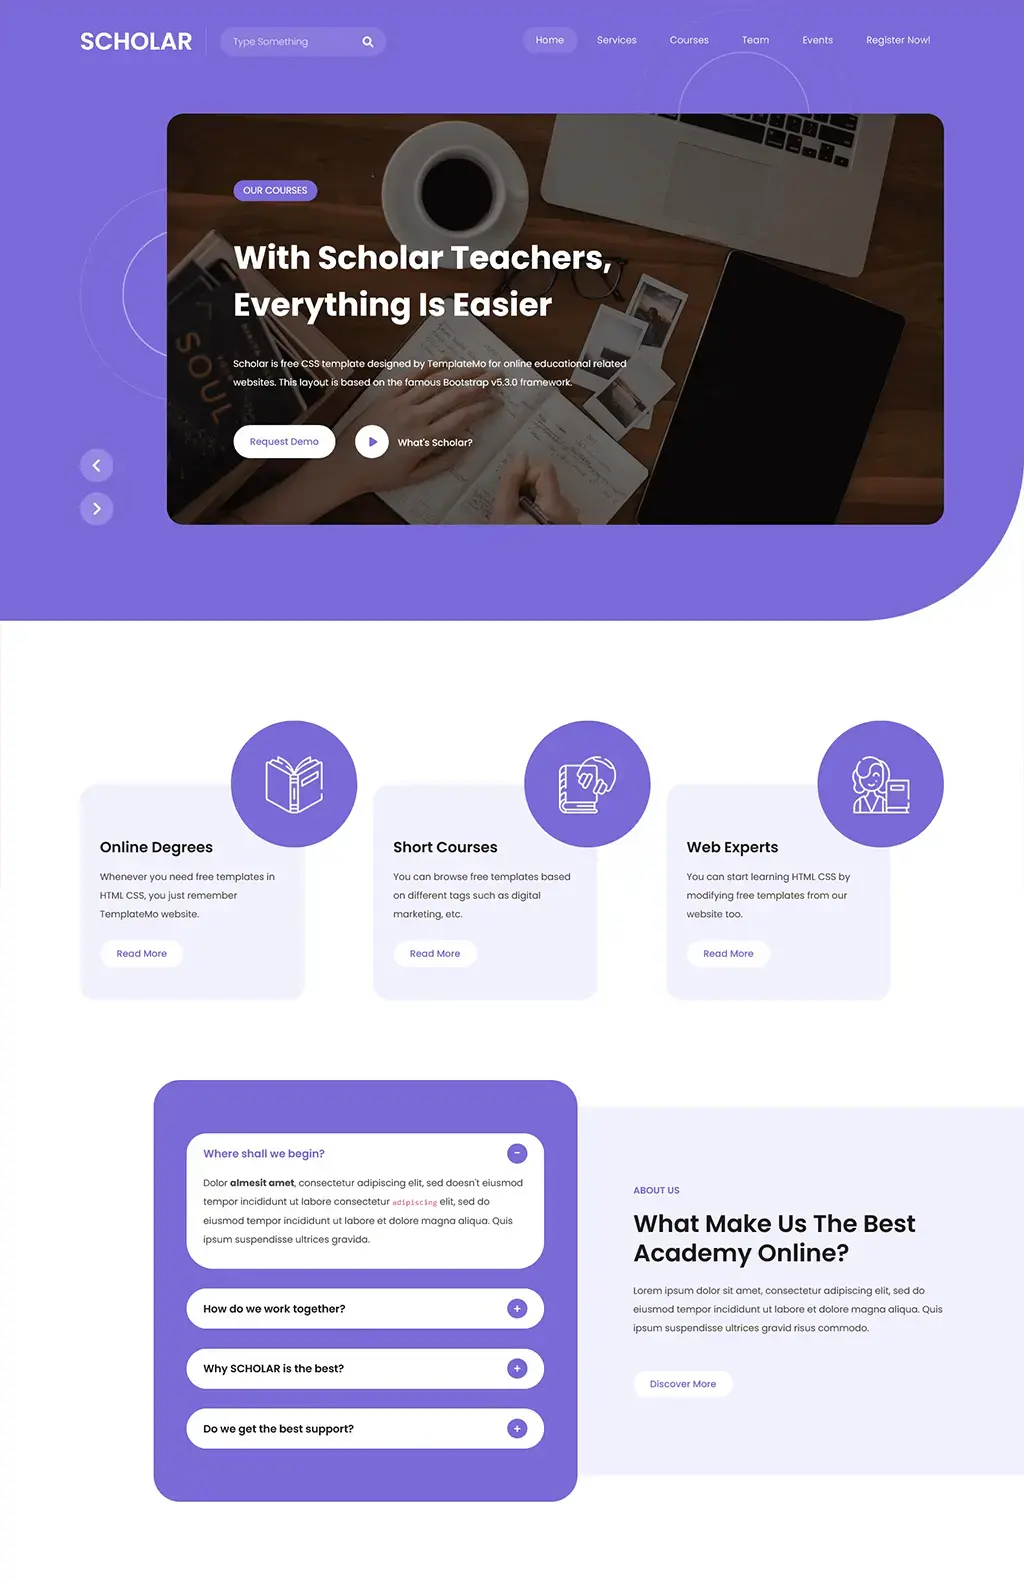 SCHOLAR
Type Something
Home
Services
Courses
Team
Events
Register Now!
OUR COURSES
With Scholar Teachers,
Everything Is Easier
Scholar is free CSS template designed by TemplateMo for online educational related
websites. This layout is based on the famous Bootstrap v5.3.0 framework.
Request Demo
What's Scholar?
SOUL
Online Degrees
Whenever you need free templates in
HTML CSS, you just remember
TemplateMo website.
Read More
Short Courses
You can browse free templates based
on different tags such as digital
marketing, etc.
Read More
Web Experts
You can start learning HTML CSS by
modifying free templates from our
website too.
Read More
Where shall we begin?
Dolor almesit amet, consectetur adipiscing elit, sed doesn't eiusmod
tempor incididunt ut labore consectetur adipiscing elit, sed do
eiusmod tempor incididunt ut labore et dolore magna aliqua. Quis
ipsum suspendisse ultrices gravida.
How do we work together?
Why SCHOLAR is the best?
Do we get the best support?
ABOUT US
What Make Us The Best
Academy Online?
Lorem ipsum dolor sit amet, consectetur adipiscing elit, sed do
eiusmod tempor incididunt ut labore et dolore magna aliqua. Quis
ipsum suspendisse ultrices gravid risus commodo.
Discover More